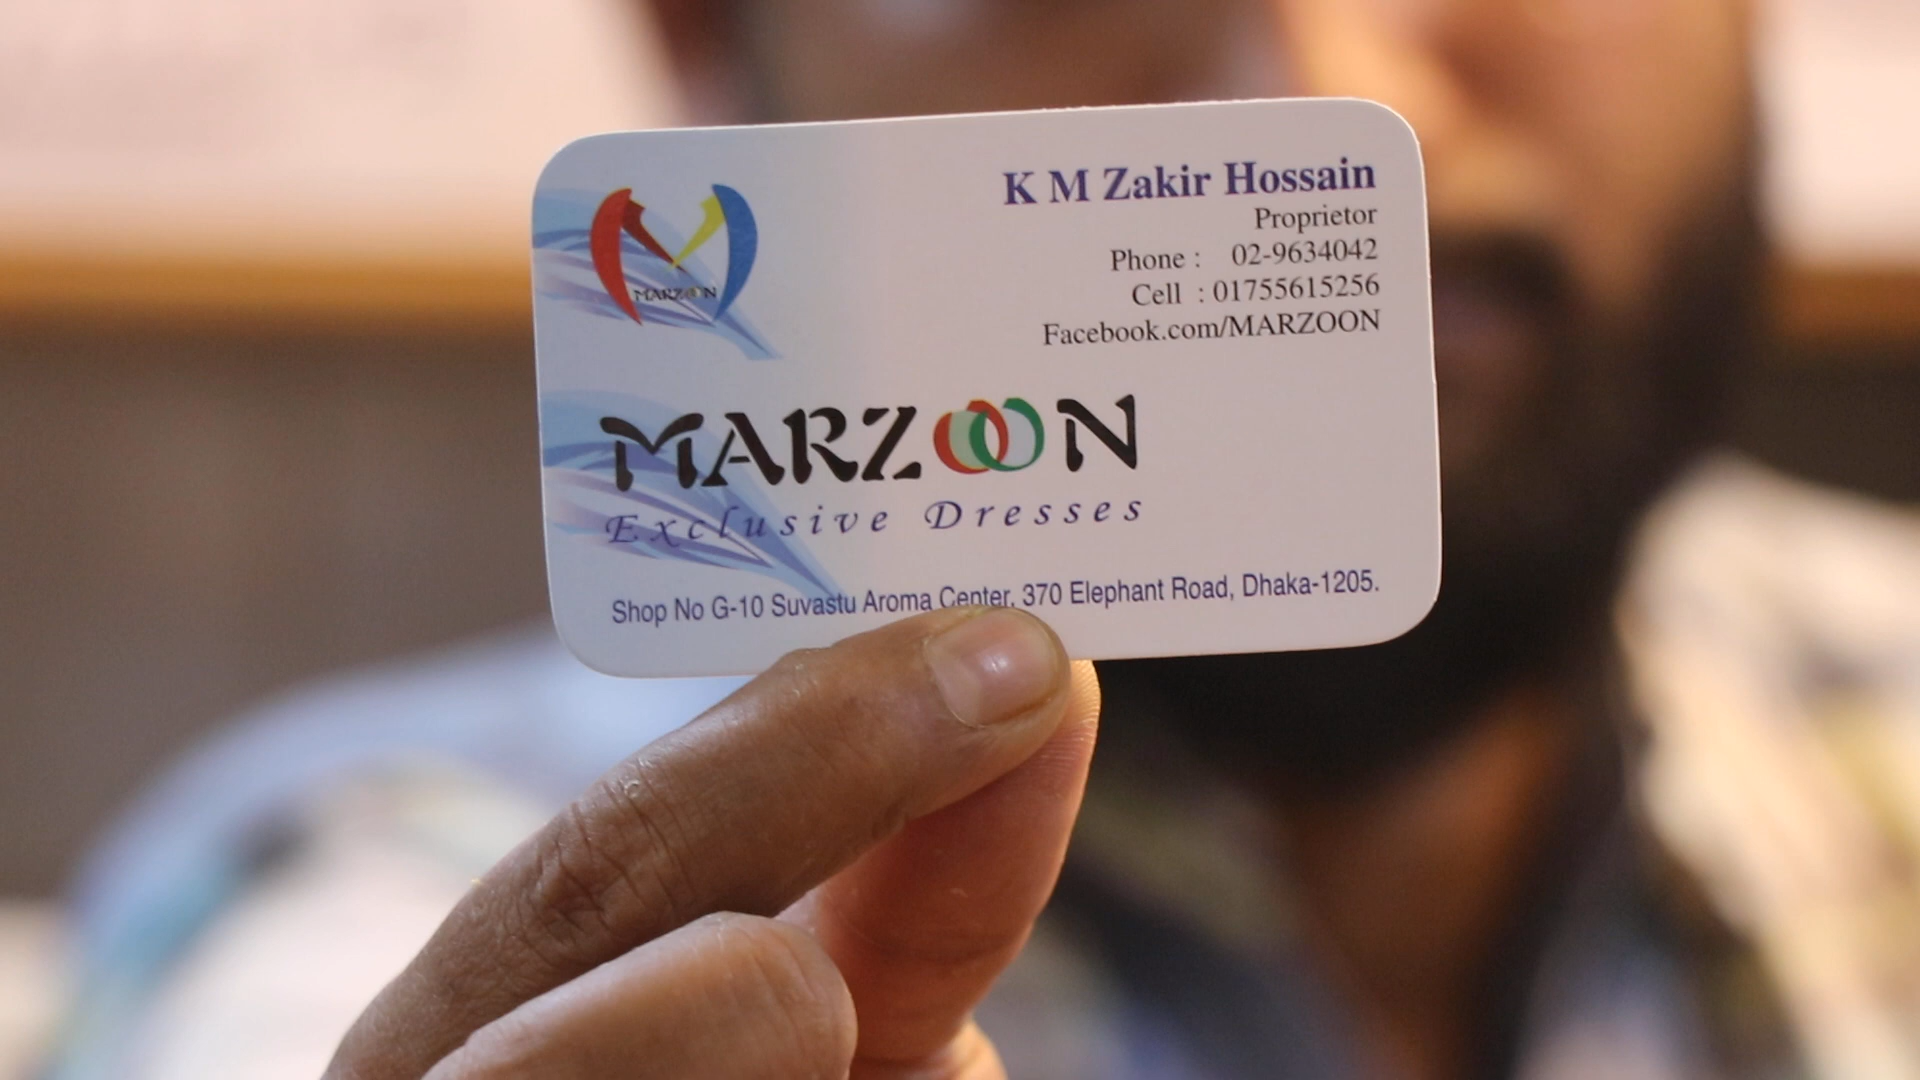 MARZOON
K M Zakir Hossain
Proprietor
Phone : 02-9634042
Cell : 01755615256
Facebook.com/MARZOON
MARZOON
Exclusive Dresses
Shop No G-10 Suvastu Aroma Center, 370 Elephant Road, Dhaka-1205.